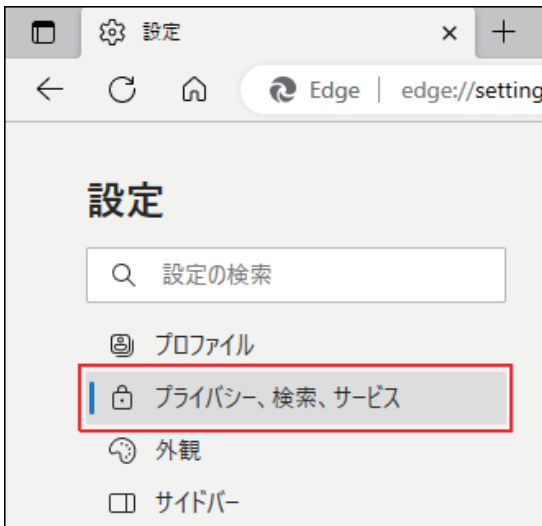 設定
Edge | edge://setting
設定
設定の検索
プロファイル
プライバシー、検索、サービス
外観
サイドバー